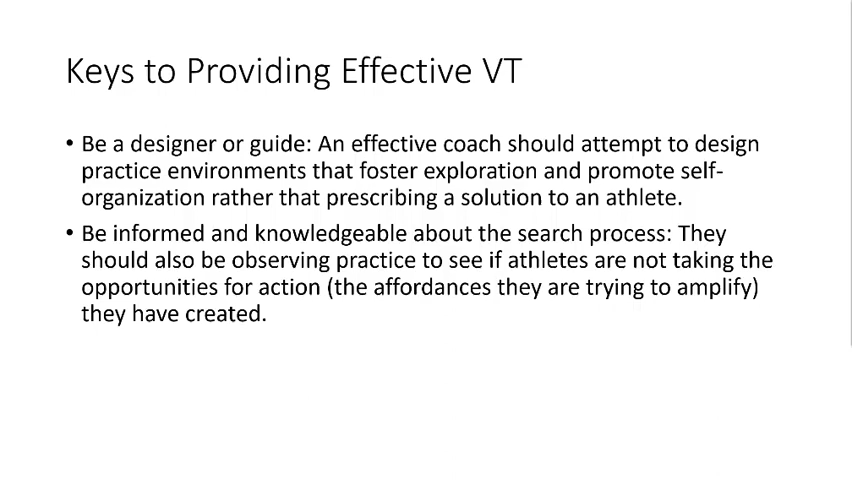 Keys to Providing Effective VT
• Be a designer or guide: An effective coach should attempt to design
practice environments that foster exploration and promote self-
organization rather that prescribing a solution to an athlete.
• Be informed and knowledgeable about the search process: They
should also be observing practice to see if athletes are not taking the
opportunities for action (the affordances they are trying to amplify)
they have created.